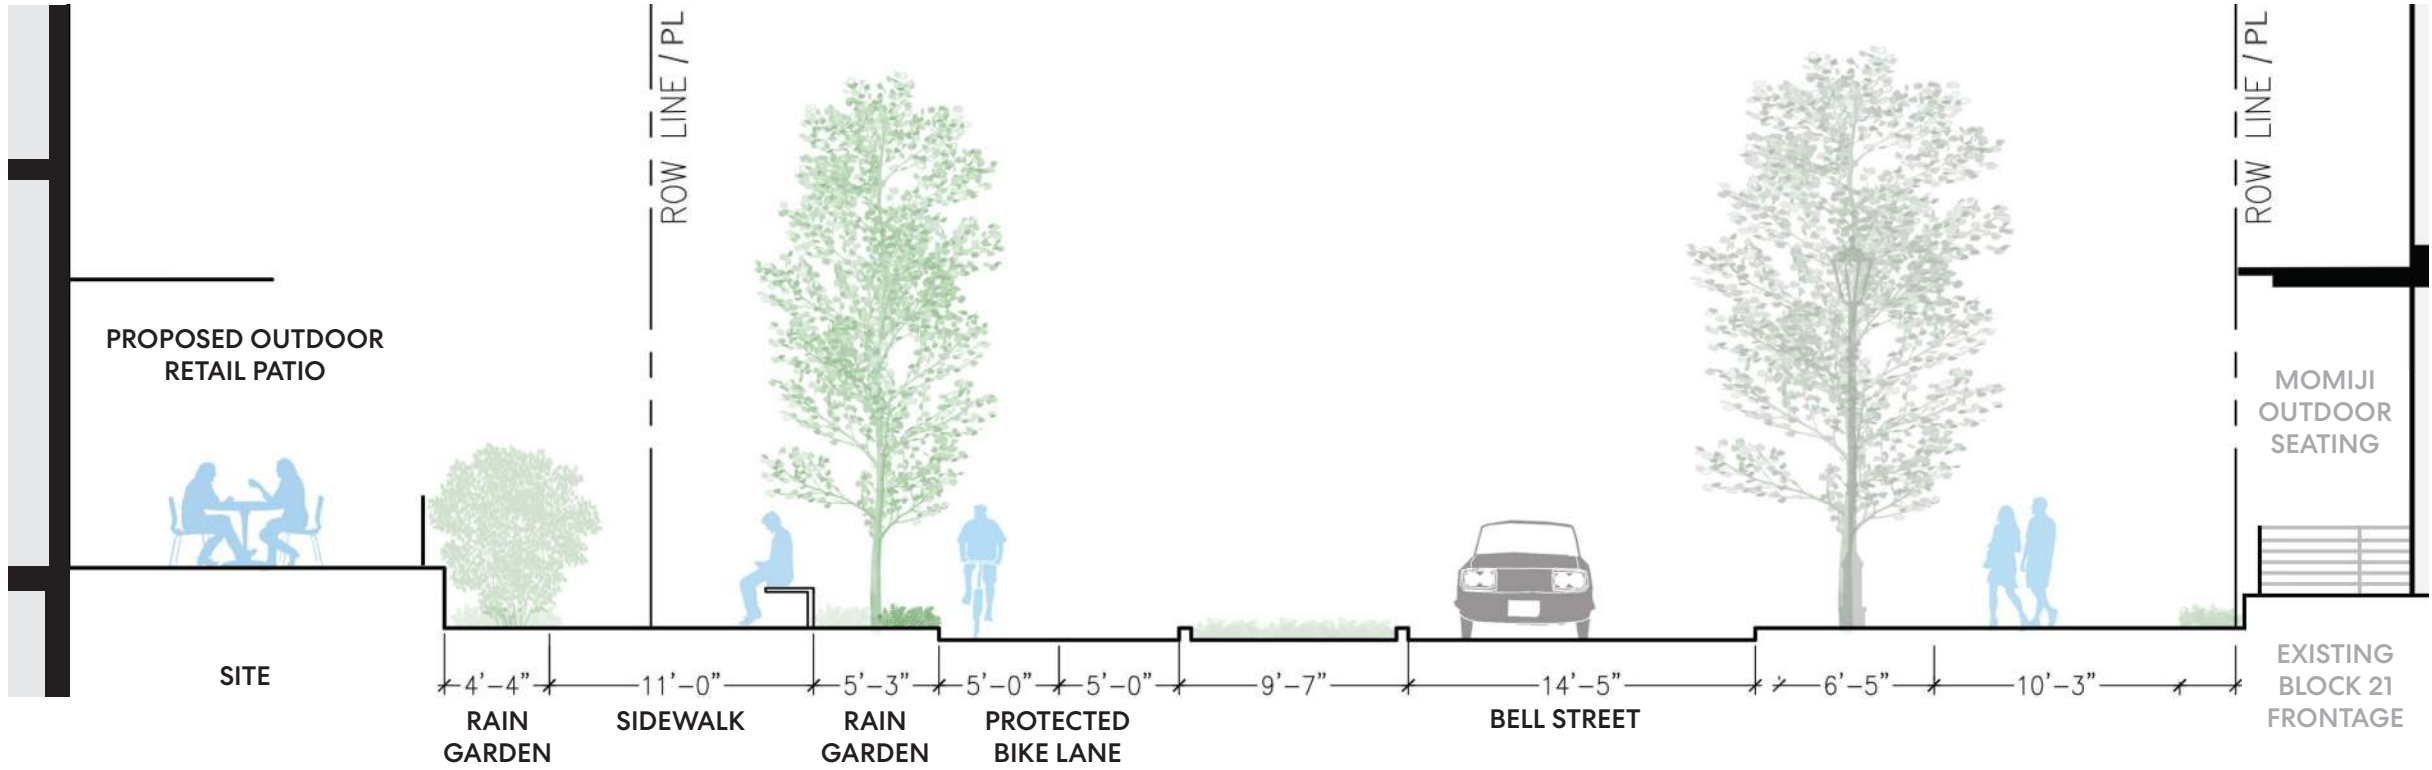 ROW LINE / PL
ROW LINE / PL
PROPOSED OUTDOOR
RETAIL PATIO
MOMIJI
OUTDOOR
SEATING
SITE
EXISTING
BLOCK 21
FRONTAGE
4'-4" 11'-0" 5'-3" 5'-0" 5'-0" 9'-7" 14'-5" 6'-5" 10'-3"
RAIN
GARDEN
SIDEWALK
RAIN
GARDEN
PROTECTED
BIKE LANE
BELL STREET